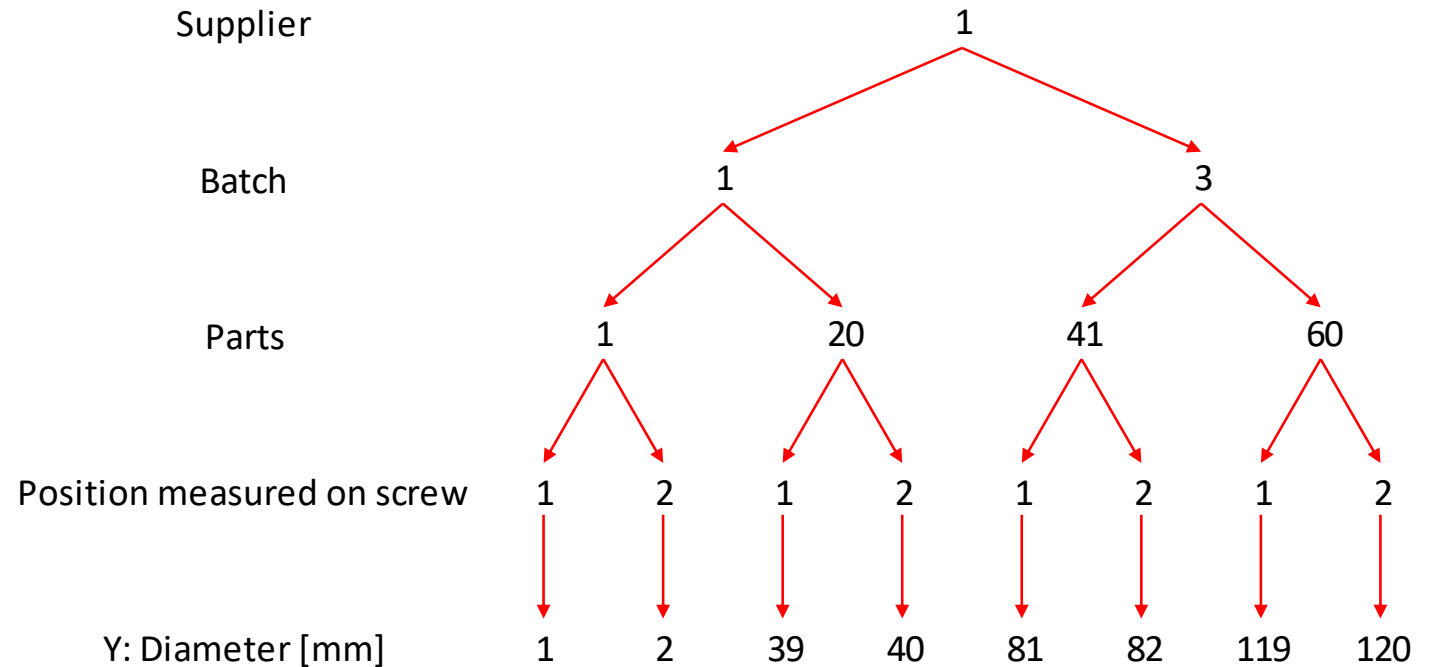 Supplier 1
Batch 1 3
Parts 1 20 41 60
Position measured on screw 1 2 1 2 1 2 1 2
Y: Diameter [mm] 1 2 39 40 81 82 119 120